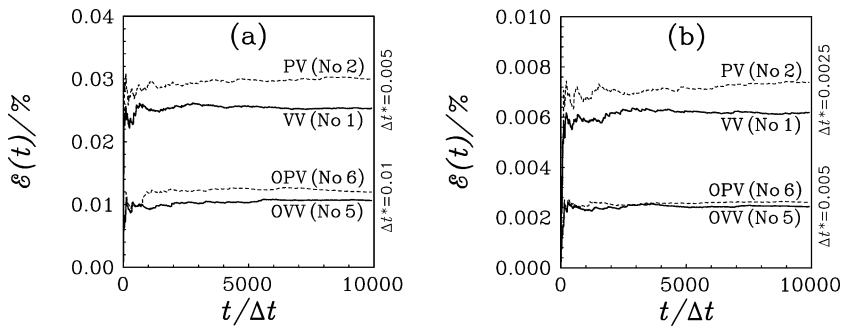 (a)
ℰ(t)/%
0.04
0.03
0.02
0.01
0.00
PV (No 2)
VV (No 1)
OPV (No 6)
OVV (No 5)
Δt*=0.005
Δt*=0.01
0 5000 10000
t/Δt
(b)
ℰ(t)/%
0.010
0.008
0.006
0.004
0.002
0.000
PV (No 2)
VV (No 1)
OPV (No 6)
OVV (No 5)
Δt*=0.0025
Δt*=0.005
0 5000 10000
t/Δt